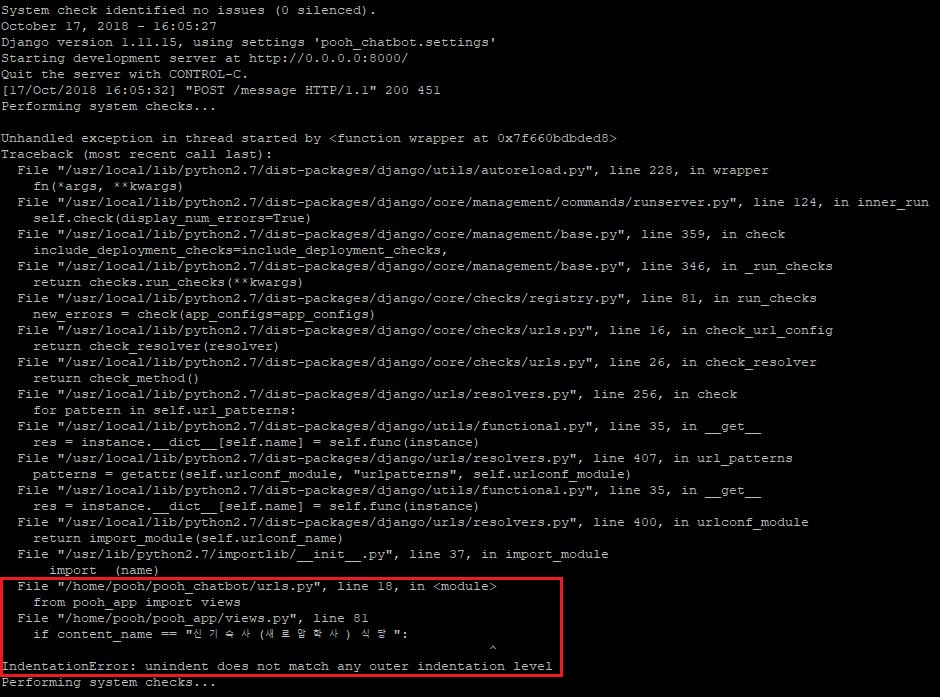 System check identified no issues (0 silenced).
October 17, 2018 - 16:05:27
Django version 1.11.15, using settings 'pooh_chatbot.settings'
Starting development server at http://0.0.0.0:8000/
Quit the server with CONTROL-C.
[17/Oct/2018 16:05:32] "POST /message HTTP/1.1" 200 451
Performing system checks...

Unhandled exception in thread started by <function wrapper at 0x7f660bdbded8>
Traceback (most recent call last):
  File "/usr/local/lib/python2.7/dist-packages/django/utils/autoreload.py", line 228, in wrapper
    fn(*args, **kwargs)
  File "/usr/local/lib/python2.7/dist-packages/django/core/management/commands/runserver.py", line 124, in inner_run
    self.check(display_num_errors=True)
  File "/usr/local/lib/python2.7/dist-packages/django/core/management/base.py", line 359, in check
    include_deployment_checks=include_deployment_checks,
  File "/usr/local/lib/python2.7/dist-packages/django/core/management/base.py", line 346, in _run_checks
    return checks.run_checks(**kwargs)
  File "/usr/local/lib/python2.7/dist-packages/django/core/checks/registry.py", line 81, in run_checks
    new_errors = check(app_configs=app_configs)
  File "/usr/local/lib/python2.7/dist-packages/django/core/checks/urls.py", line 16, in check_url_config
    return check_resolver(resolver)
  File "/usr/local/lib/python2.7/dist-packages/django/core/checks/urls.py", line 26, in check_resolver
    return check_method()
  File "/usr/local/lib/python2.7/dist-packages/django/urls/resolvers.py", line 256, in check
    for pattern in self.url_patterns:
  File "/usr/local/lib/python2.7/dist-packages/django/utils/functional.py", line 35, in __get__
    res = instance.__dict__[self.name] = self.func(instance)
  File "/usr/local/lib/python2.7/dist-packages/django/urls/resolvers.py", line 407, in url_patterns
    patterns = getattr(self.urlconf_module, "urlpatterns", self.urlconf_module)
  File "/usr/local/lib/python2.7/dist-packages/django/utils/functional.py", line 35, in __get__
    res = instance.__dict__[self.name] = self.func(instance)
  File "/usr/local/lib/python2.7/dist-packages/django/urls/resolvers.py", line 400, in urlconf_module
    return import_module(self.urlconf_name)
  File "/usr/lib/python2.7/importlib/__init__.py", line 37, in import_module
      import  (name)
  File "/home/pooh/pooh_chatbot/urls.py", line 18, in <module>
    from pooh_app import views
  File "/home/pooh/pooh_app/views.py", line 81
    if content_name == "신기숙사(새로암학사) 식당":
                                                             ^
IndentationError: unindent does not match any outer indentation level
Performing system checks...